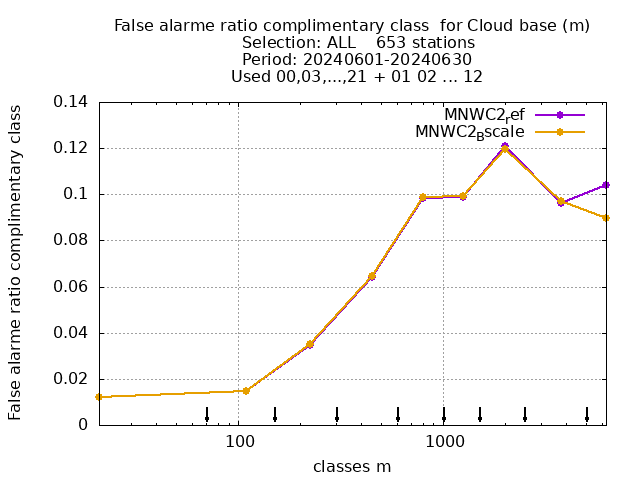 False alarme ratio complimentary class  for Cloud base (m)
Selection: ALL    653 stations
Period: 20240601-20240630
Used 00,03,...,21 + 01 02 ... 12
False alarme ratio complimentary class
0.14
0.12
0.1
0.08
0.06
0.04
0.02
0
MNWC2ref
MNWC2Bscale
100
1000
classes m